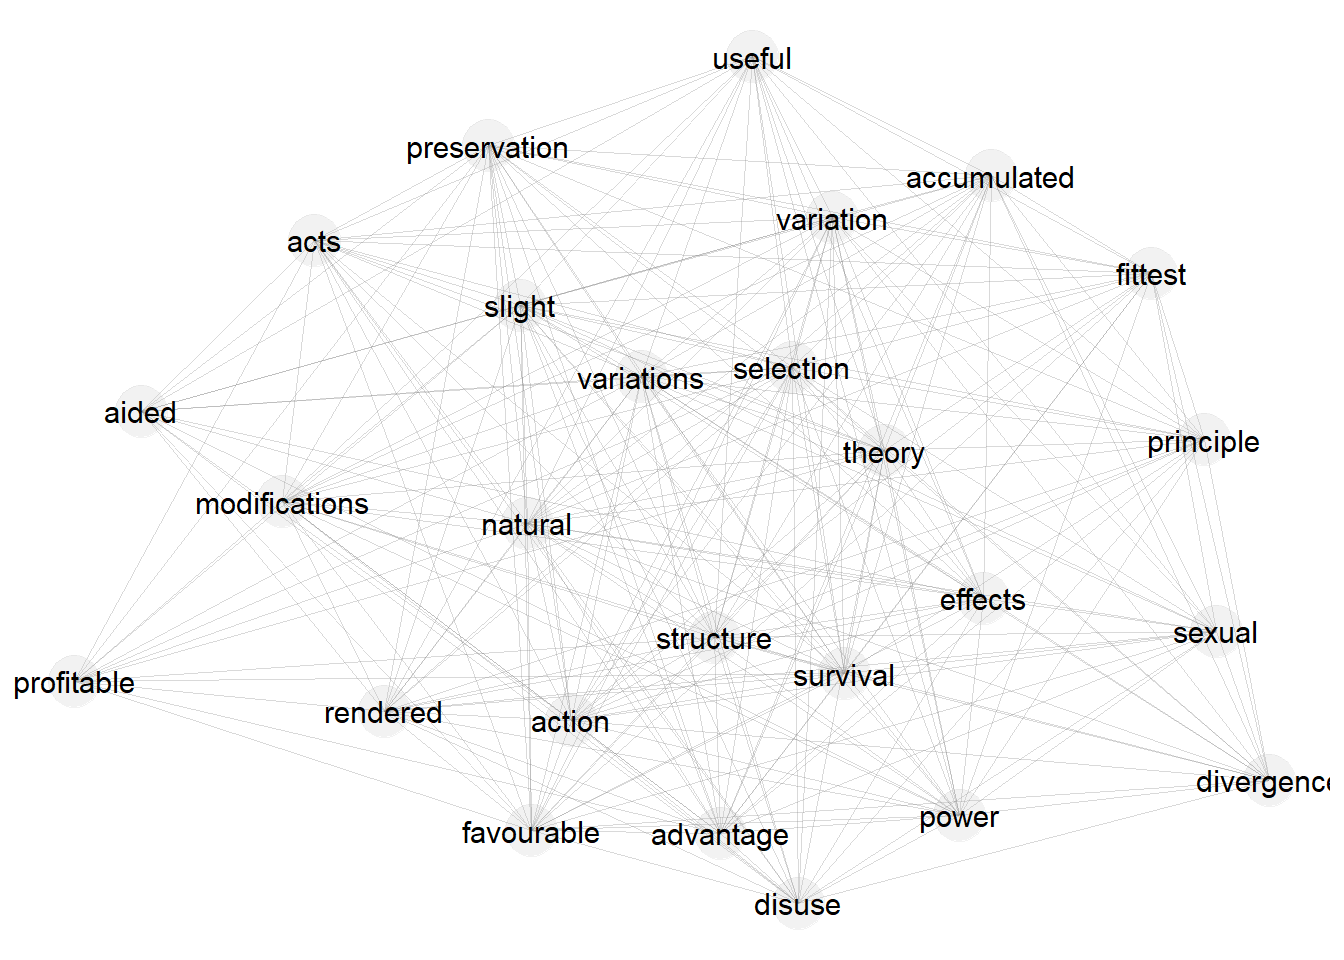 useful
preservation
accumulated
variation
acts
fittest
slight
selection
variations
aided
principle
theory
modifications
natural
effects
sexual
structure
survival
profitable
rendered
action
divergence
power
favourable
advantage
disuse